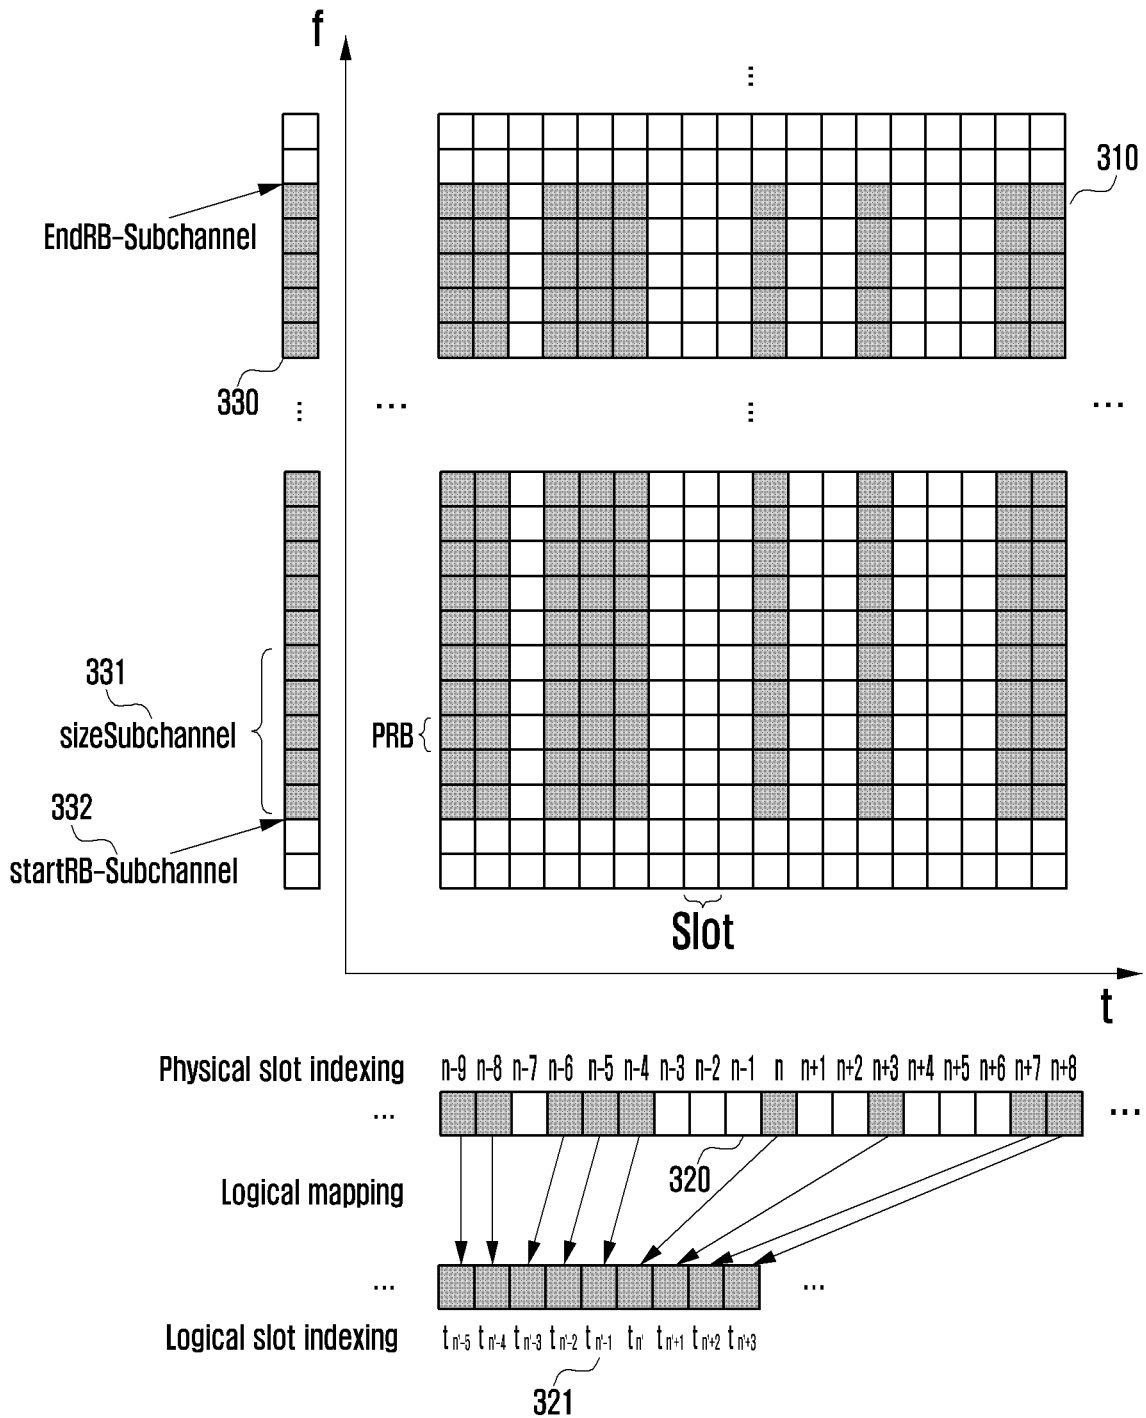 f
...
310
EndRB-Subchannel
330
...
...
...
...
331
sizeSubchannel
PRB
332
startRB-Subchannel
Slot
t
Physical slot indexing n-9 n-8 n-7 n-6 n-5 n-4 n-3 n-2 n-1 n n+1 n+2 n+3 n+4 n+5 n+6 n+7 n+8
... ...
320
Logical mapping
... ...
Logical slot indexing t n'-5 t n'-4 t n'-3 t n'-2 t n'-1 t n' t n'+1 t n'+2 t n'+3
321